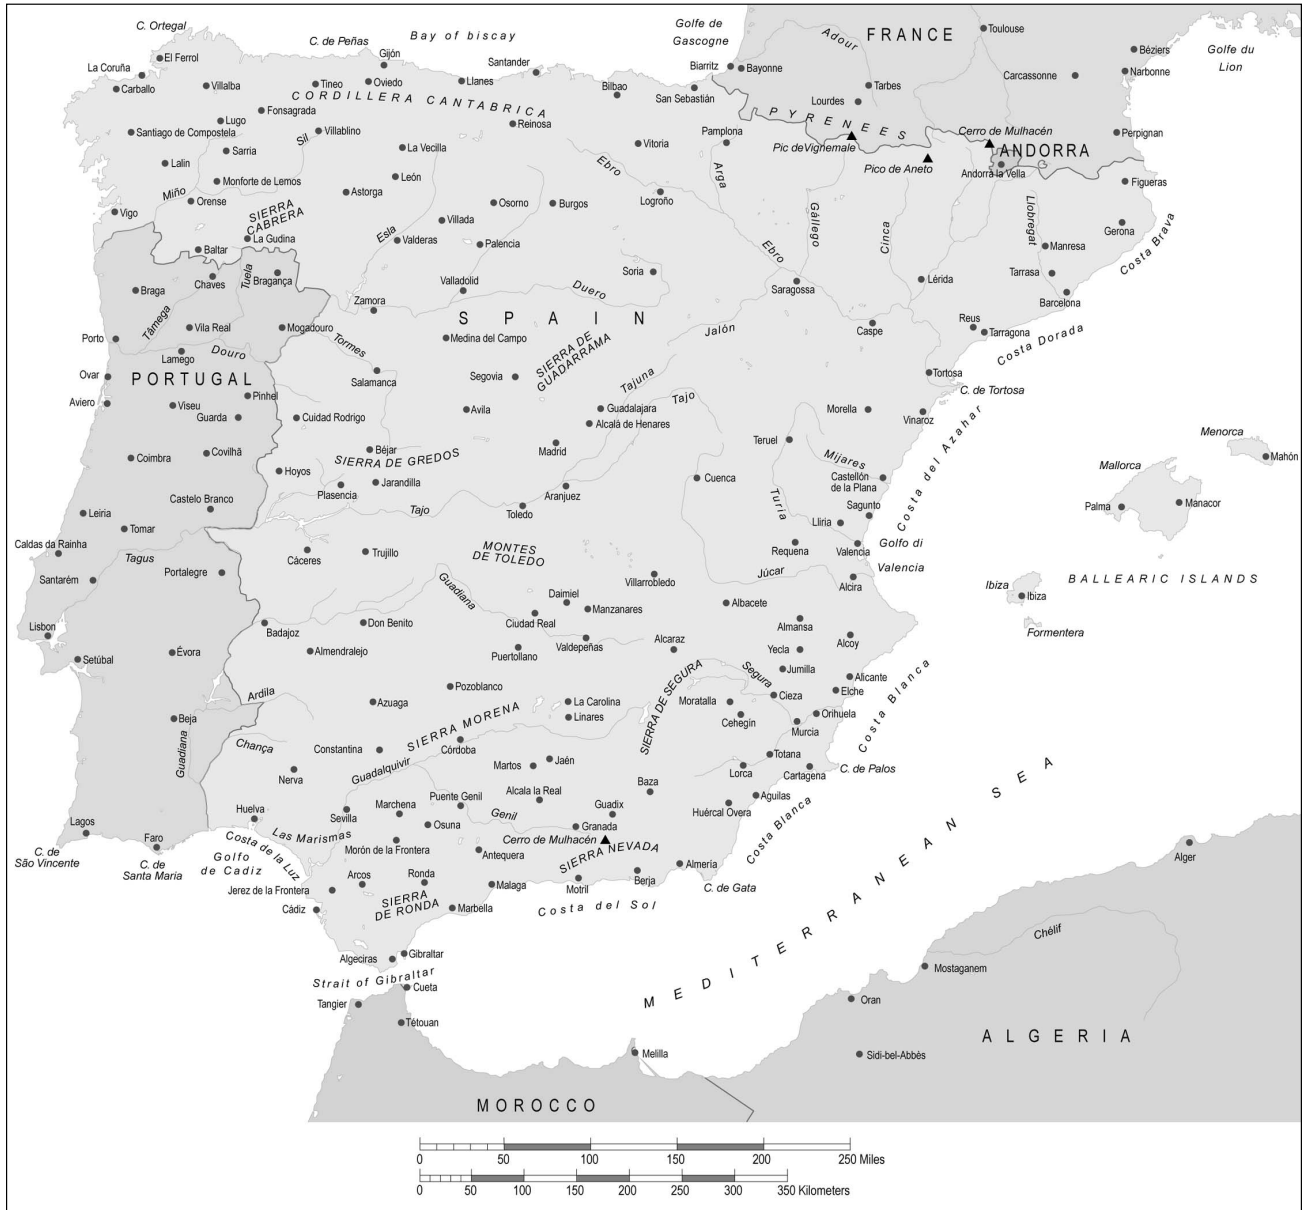 C. Ortegal
C. de Peñas
Bay of biscay
Golfe de
Gascogne
FRANCE
Adour
Toulouse
Béziers
Golfe du
Lion
El Ferrol
La Coruña
Carballo
Villalba
Tineo
Gijón
Oviedo
Llanes
Santander
Bilbao
San Sebastián
Biarritz
Bayonne
Tarbes
Lourdes
Carcassonne
Narbonne
CORDILLERA CANTABRICA
PYRENEES
Fonsagrada
Lugo
Santiago de Compostela
Sil
Villablino
Reinosa
Vitoria
Pamplona
Pic deVignemale
Cerro de Mulhacén
ANDORRA
Perpignan
Sarria
Lalin
La Vecilla
Ebro
Arga
Pico de Aneto
Andorra la Vella
Monforte de Lemos
León
Figueras
Miño
Orense
Astorga
Osorno
Burgos
Logroño
Gállego
Cinca
Llobregat
Vigo
SIERRA
CABRERA
Villada
Gerona
Esla
Valderas
Palencia
La Gudina
Baltar
Ebro
Manresa
Costa Brava
Chaves
Tuela
Bragança
Soria
Saragossa
Lérida
Tarrasa
Braga
Valladolid
Duero
Barcelona
Zamora
Támega
SPAIN
Vila Real
Mogadouro
Jalón
Caspe
Reus
Tarragona
Porto
Douro
Tormes
Medina del Campo
SIERRA DE
GUADARRAMA
Costa Dorada
Lamego
Ovar
PORTUGAL
Salamanca
Segovia
Tajuna
Tortosa
C. de Tortosa
Aviero
Viseu
Pinhel
Guarda
Cuidad Rodrigo
Avila
Guadalajara
Tajo
Alcalá de Henares
Morella
Vinaroz
Costa del Azahar
Menorca
Mahón
Coimbra
Covilhã
Béjar
SIERRA DE GREDOS
Madrid
Teruel
Mijares
Mallorca
Hoyos
Plasencia
Jarandilla
Aranjuez
Cuenca
Castellón
de la Plana
Castelo Branco
Tajo
Toledo
Turia
Sagunto
Palma
Manacor
Leiria
Tomar
Lliria
Caldas da Rainha
Tagus
Cáceres
Trujillo
MONTES
DE TOLEDO
Requena
Valencia
Golfo di
Valencia
Santarém
Portalegre
Villarrobledo
Júcar
Alcira
Ibiza
Ibiza
BALLEARIC ISLANDS
Guadiana
Daimiel
Manzanares
Albacete
Formentera
Lisbon
Badajoz
Don Benito
Ciudad Real
Almansa
Setúbal
Évora
Almendralejo
Puertollano
Valdepeñas
Alcaraz
Yecla
Alcoy
Ardila
Pozoblanco
SIERRA DE SEGURA
Segura
Jumilla
Alicante
Elche
Costa Blanca
Beja
Azuaga
La Carolina
Linares
Moratalla
Cieza
Cehegín
Orihuela
Murcia
Guadiana
Chança
Constantina
SIERRA MORENA
Córdoba
Guadalquivir
Nerva
Martos
Jaén
Totana
Lorca
Cartagena
C. de Palos
Baza
Huelva
Sevilla
Marchena
Puente Genil
Alcala la Real
Guadix
Huércal Overa
Aguilas
Lagos
Faro
Las Marismas
Osuna
Genil
Granada
Costa Blanca
MEDITERRANEAN SEA
C. de
São Vincente
C. de
Santa María
Golfo
de Cadiz
Costa de la Luz
Morón de la Frontera
Antequera
Cerro de Mulhacén
SIERRA NEVADA
Almería
Alger
Jerez de la Frontera
Arcos
Ronda
Malaga
Motril
Berja
C. de Gata
Cádiz
SIERRA
DE RONDA
Marbella
Costa del Sol
Algeciras
Gibraltar
Strait of Gibraltar
Chélif
Mostaganem
Tangier
Cueta
Oran
Tétouan
ALGERIA
Melilla
Sidi-bel-Abbès
MOROCCO
0 50 100 150 200 250 Miles
0 50 100 150 200 250 300 350 Kilometers